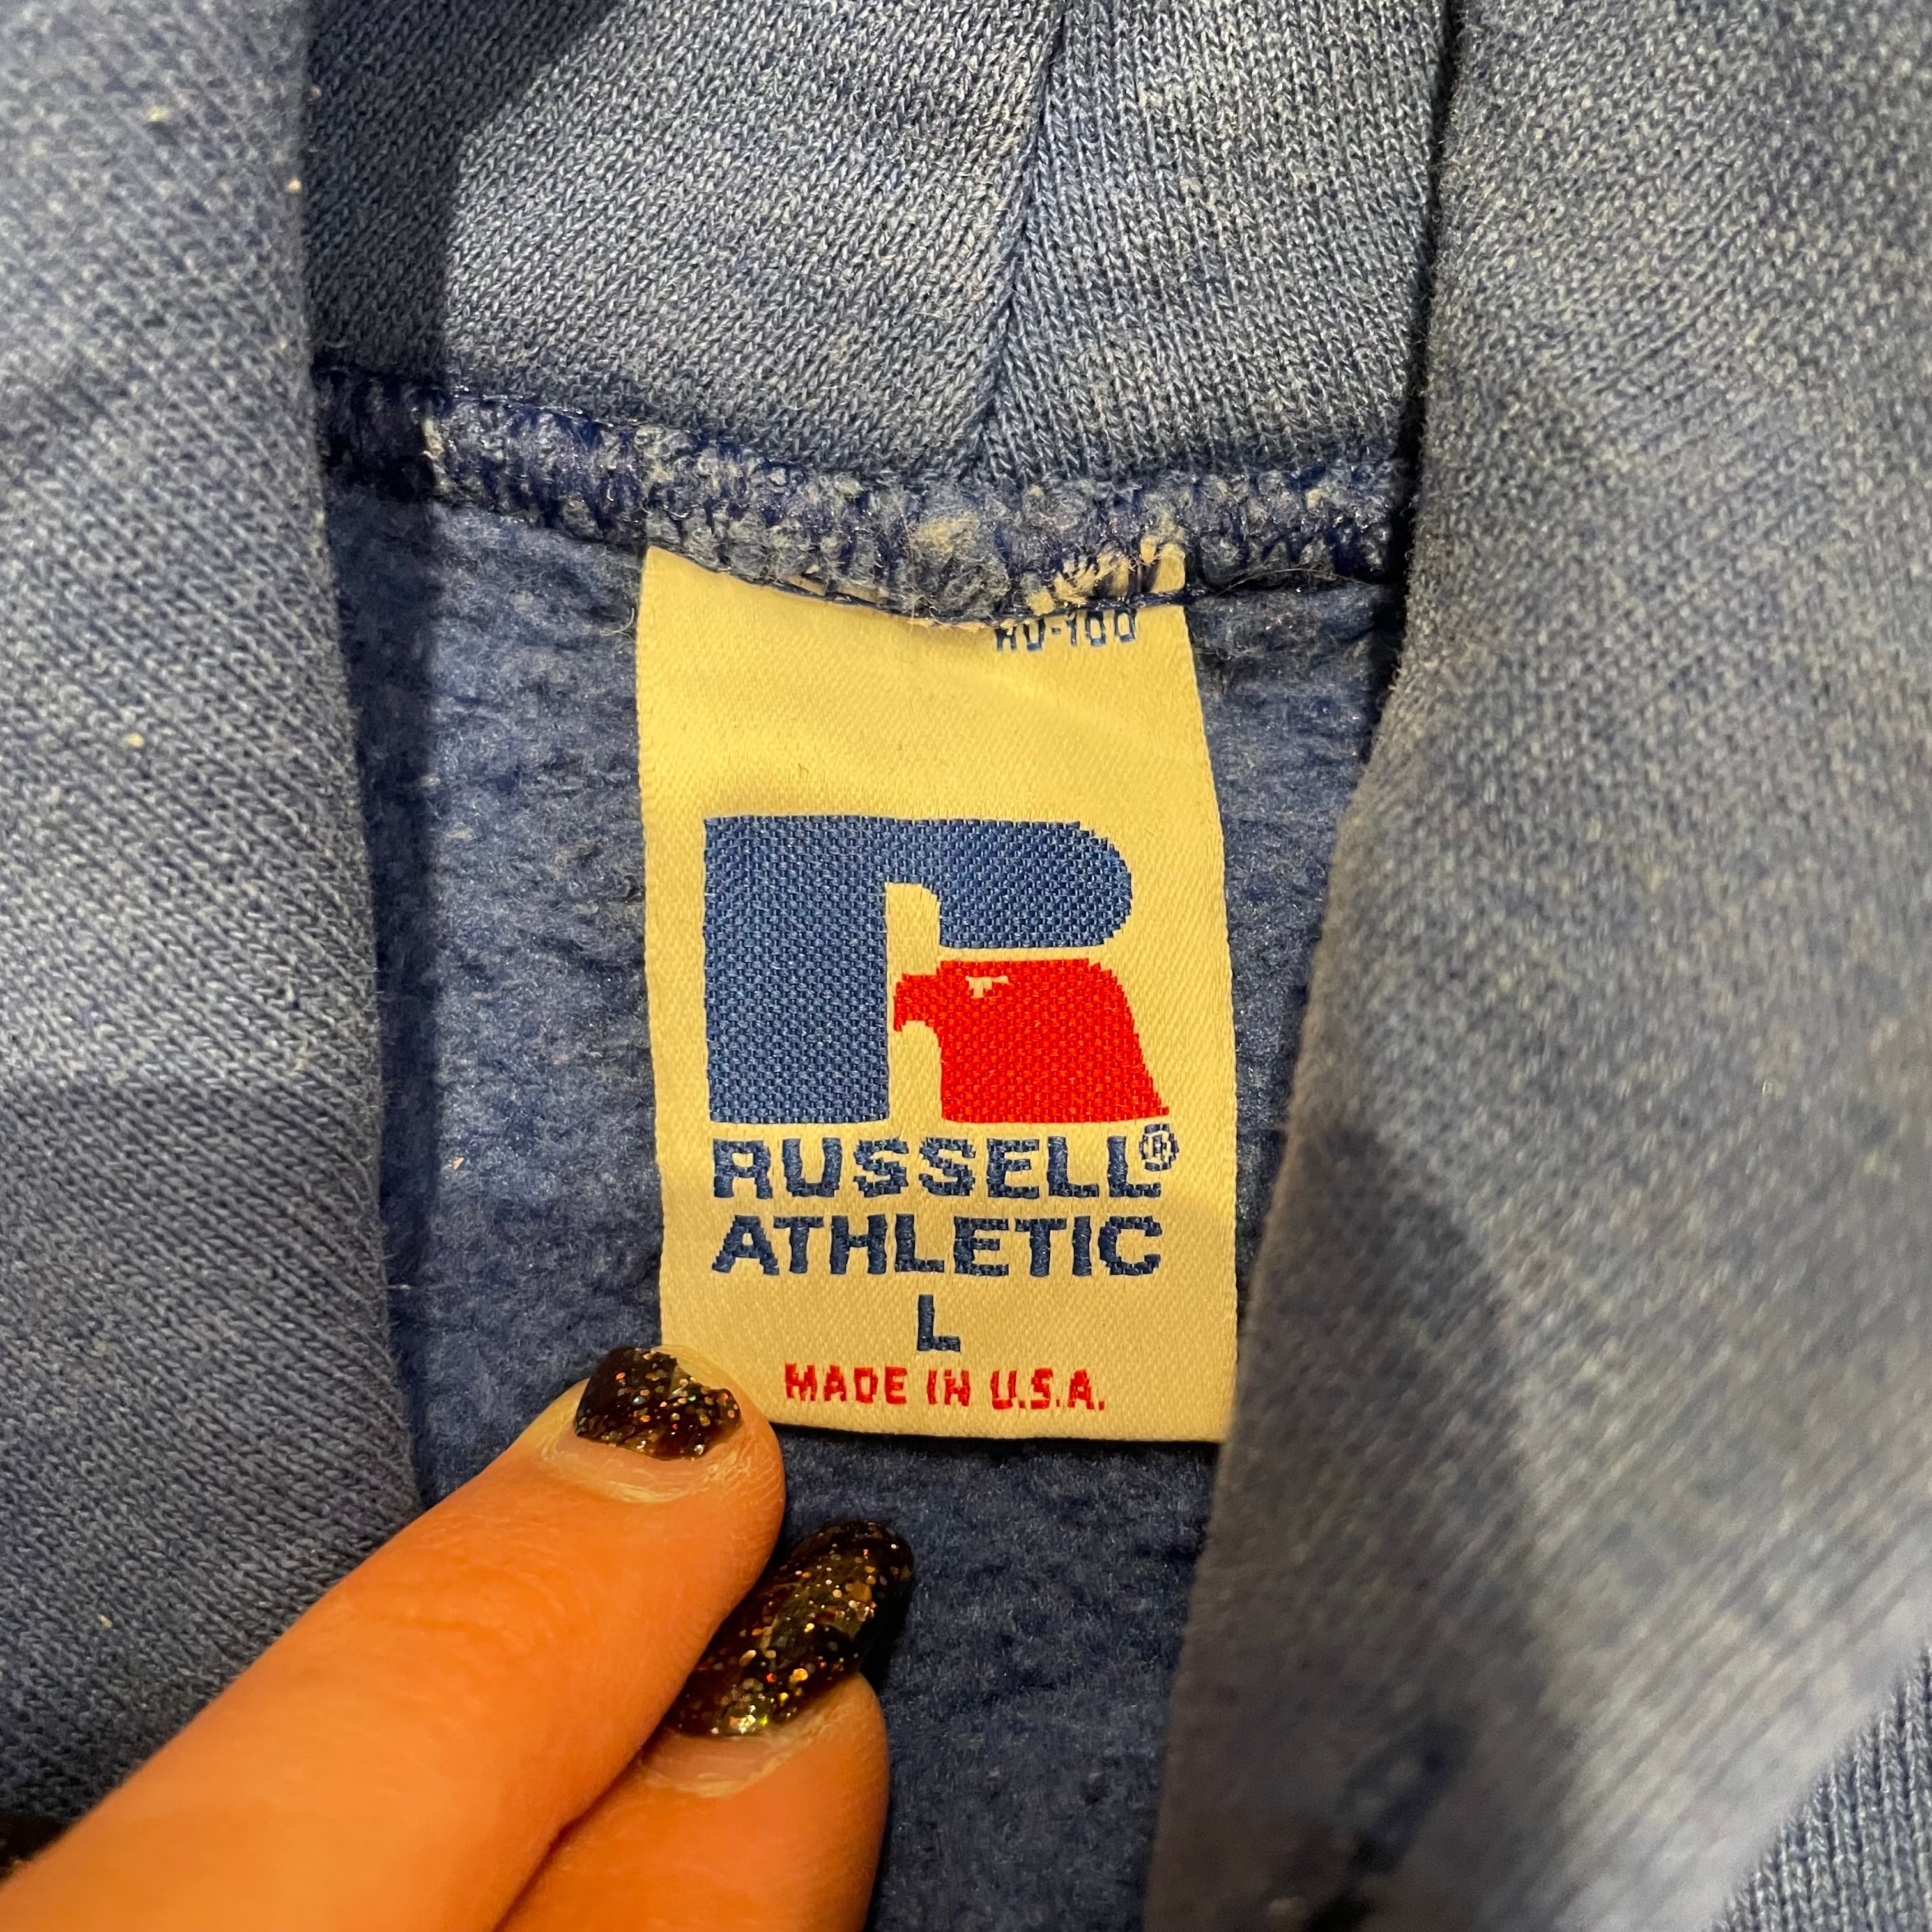 RUSSELL®
ATHLETIC
L
MADE IN U.S.A.